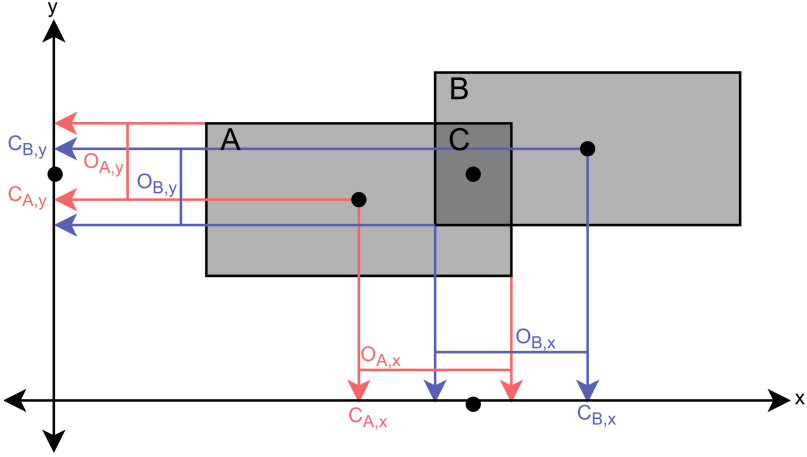 y
B
A
C
C_B,y
O_A,y
O_B,y
C_A,y
O_B,x
O_A,x
x
C_A,x
C_B,x